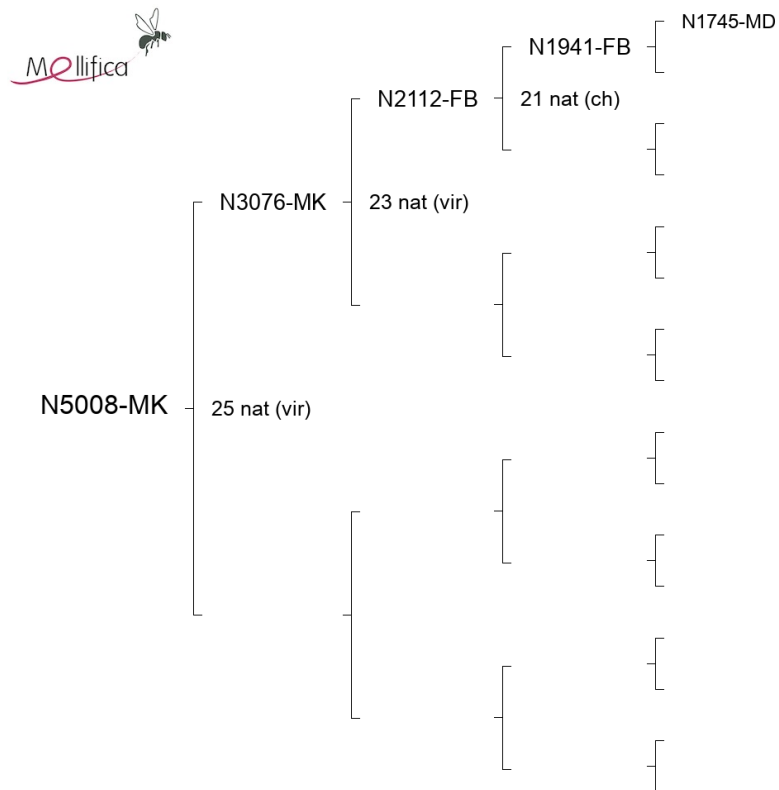 Mellifica
N1745-MD
N1941-FB
N2112-FB
21 nat (ch)
N3076-MK
23 nat (vir)
N5008-MK
25 nat (vir)